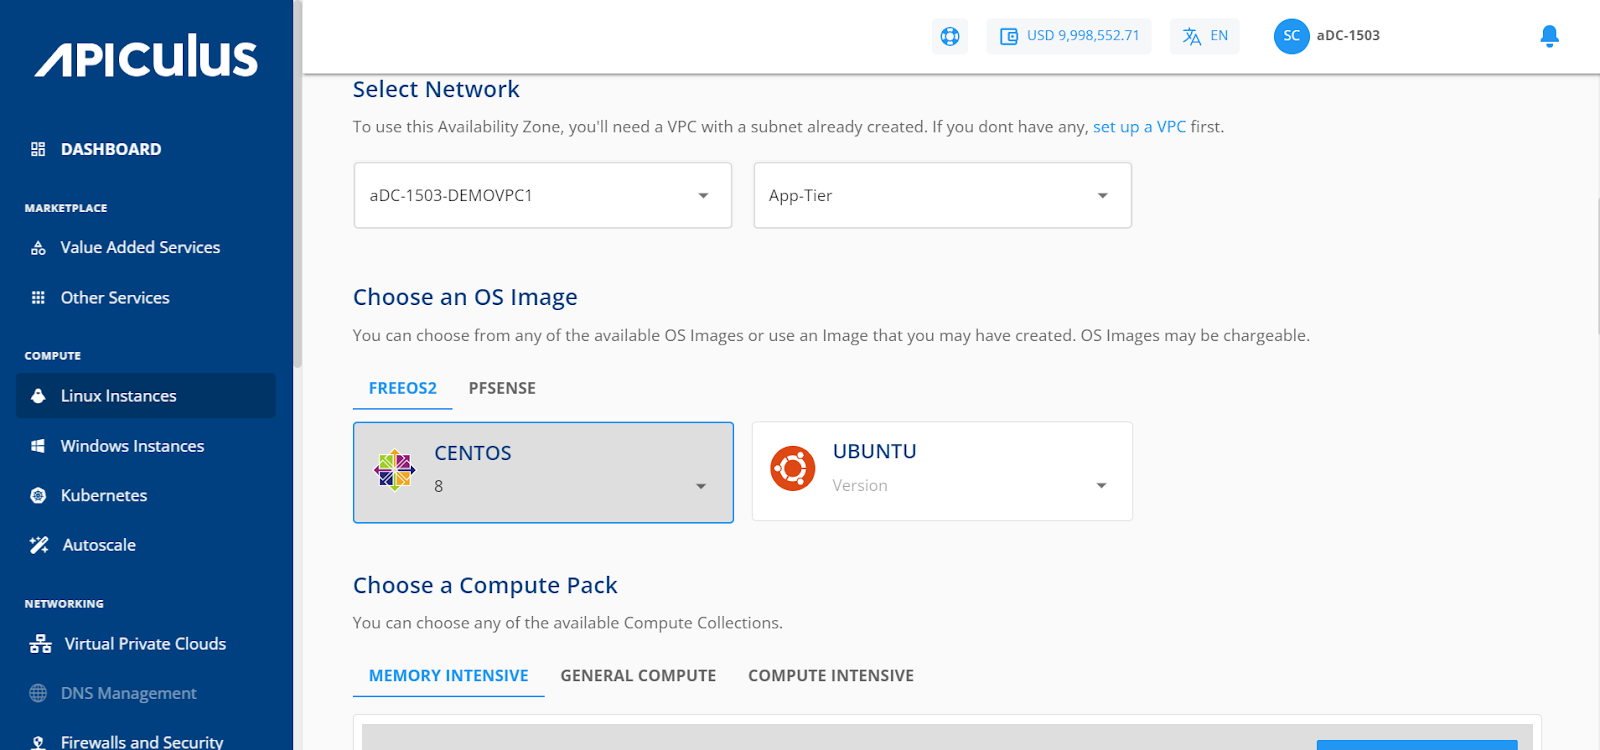 APICULUS
USD 9,998,552.71
EN
SC
aDC-1503
DASHBOARD
MARKETPLACE
Value Added Services
Other Services
COMPUTE
Linux Instances
Windows Instances
Kubernetes
Autoscale
NETWORKING
Virtual Private Clouds
DNS Management
Firewalls and Security
Select Network
To use this Availability Zone, you'll need a VPC with a subnet already created. If you dont have any, set up a VPC first.
aDC-1503-DEMOVPC1
App-Tier
Choose an OS Image
You can choose from any of the available OS Images or use an Image that you may have created. OS Images may be chargeable.
FREEOS2
PFSENSE
CENTOS
8
UBUNTU
Version
Choose a Compute Pack
You can choose any of the available Compute Collections.
MEMORY INTENSIVE
GENERAL COMPUTE
COMPUTE INTENSIVE